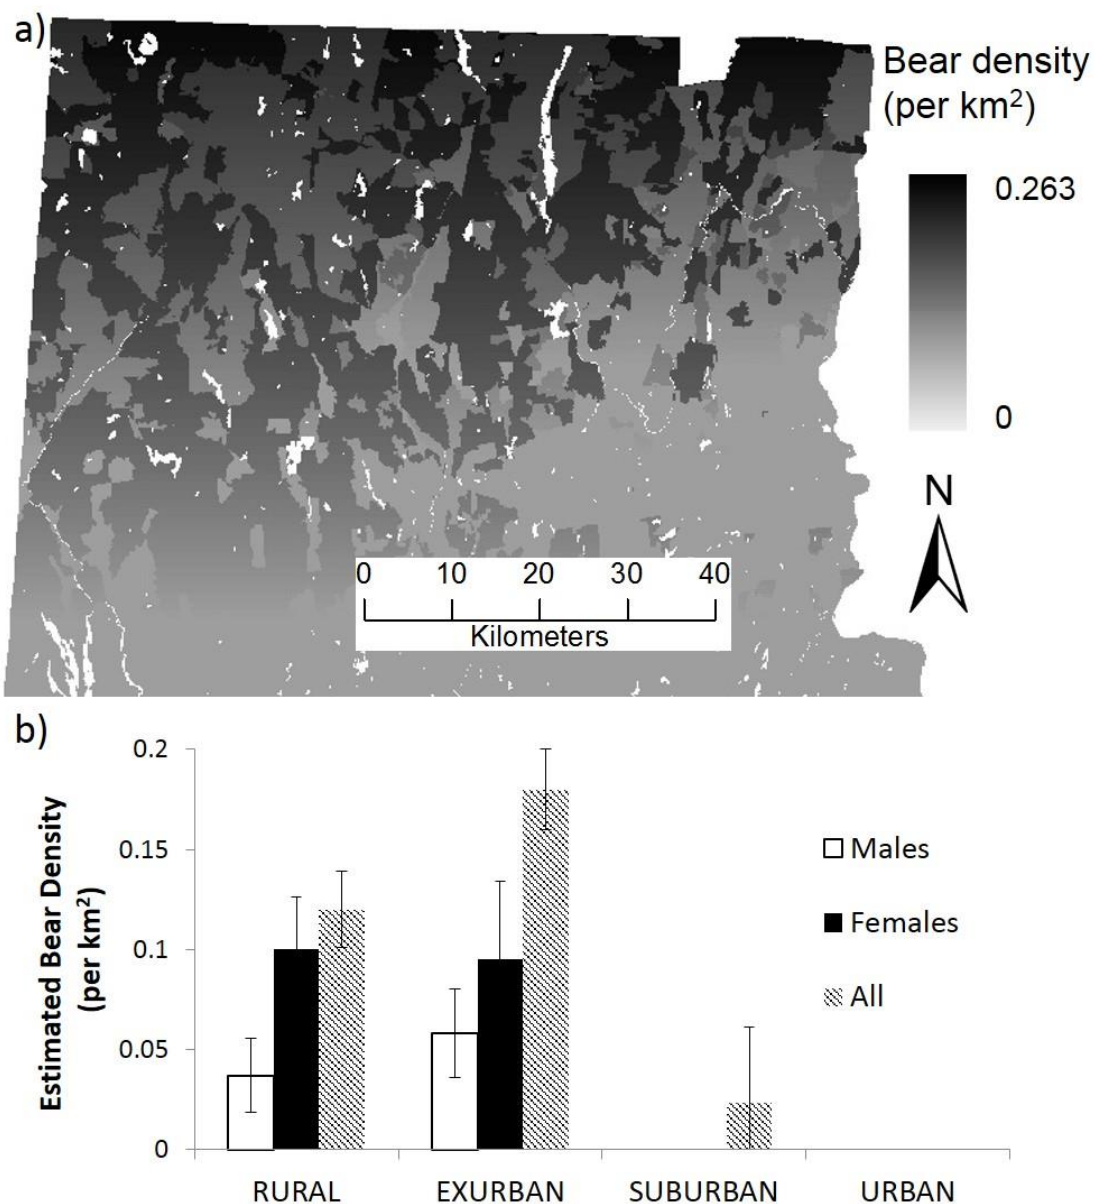 a)
Bear density
(per km²)
0.263
0
N
0 10 20 30 40
Kilometers
b)
Estimated Bear Density
(per km²)
0.2
0.15
0.1
0.05
0
Males
Females
All
RURAL EXURBAN SUBURBAN URBAN